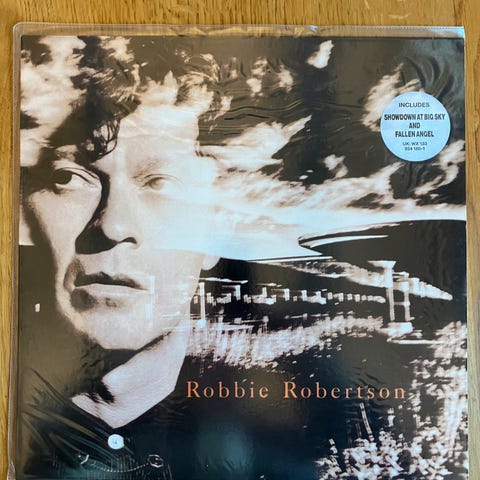 INCLUDES
SHOWDOWN AT BIG SKY
AND
FALLEN ANGEL
UK: WX 133
924 160-1
Robbie Robertson